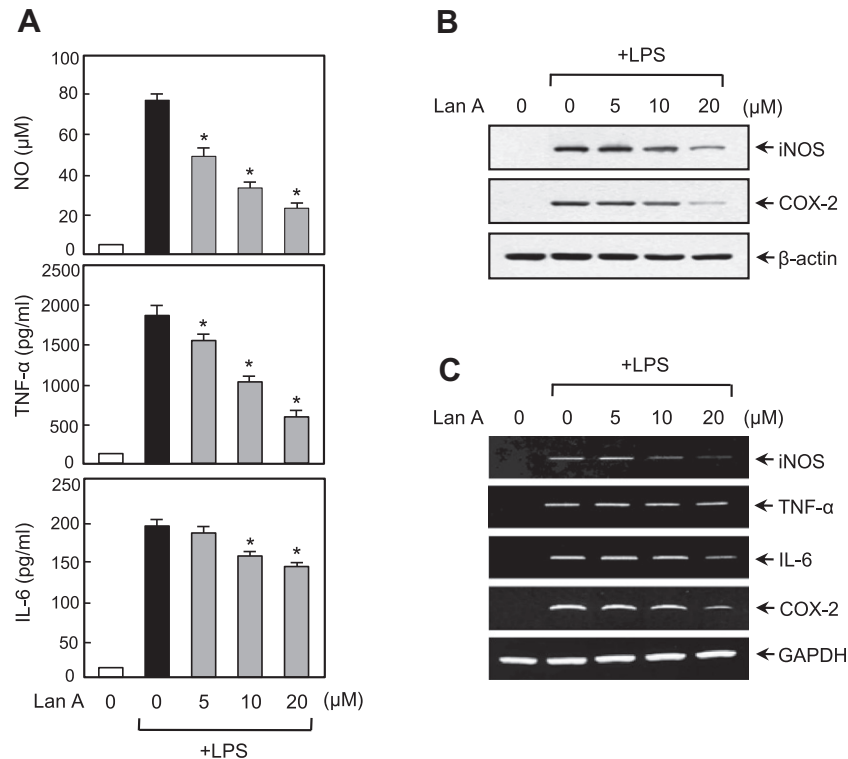 A
NO (µM)
100
80
60
40
20
0
*
*
*
TNF-α (pg/ml)
2500
2000
1500
1000
500
0
*
*
*
IL-6 (pg/ml)
250
200
150
100
50
0
*
*
Lan A 0 0 5 10 20 (µM)
+LPS
B
+LPS
Lan A 0 0 5 10 20 (µM)
iNOS
COX-2
β-actin
C
+LPS
Lan A 0 0 5 10 20 (µM)
iNOS
TNF-α
IL-6
COX-2
GAPDH